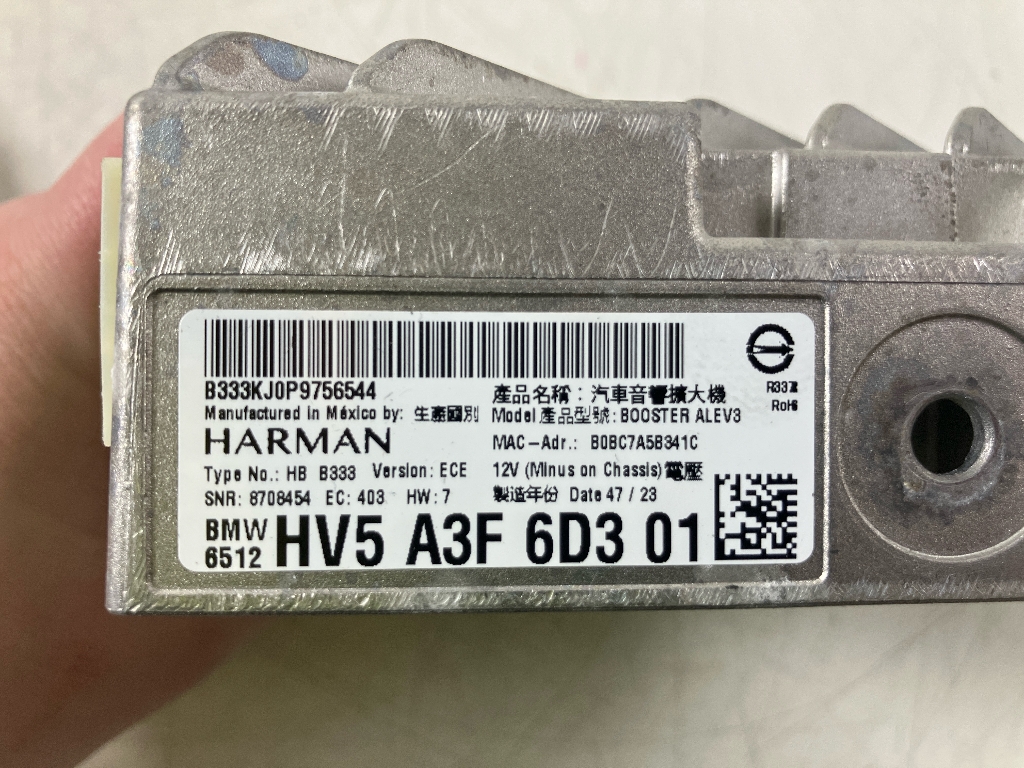 B333KJ0P9756544
Manufactured in México by: 生產國別
HARMAN
Type No.: HB B333 Version: ECE
SNR: 8708454 EC: 403 HW: 7
BMW
6512
HV5 A3F 6D3 01
產品名稱：汽車音響擴大機
Model 產品型號: BOOSTER ALEV3
MAC-Adr.: B0BC7A5B341C
12V (Minus on Chassis) 電壓
製造年份 Date 47 / 23
RoHS